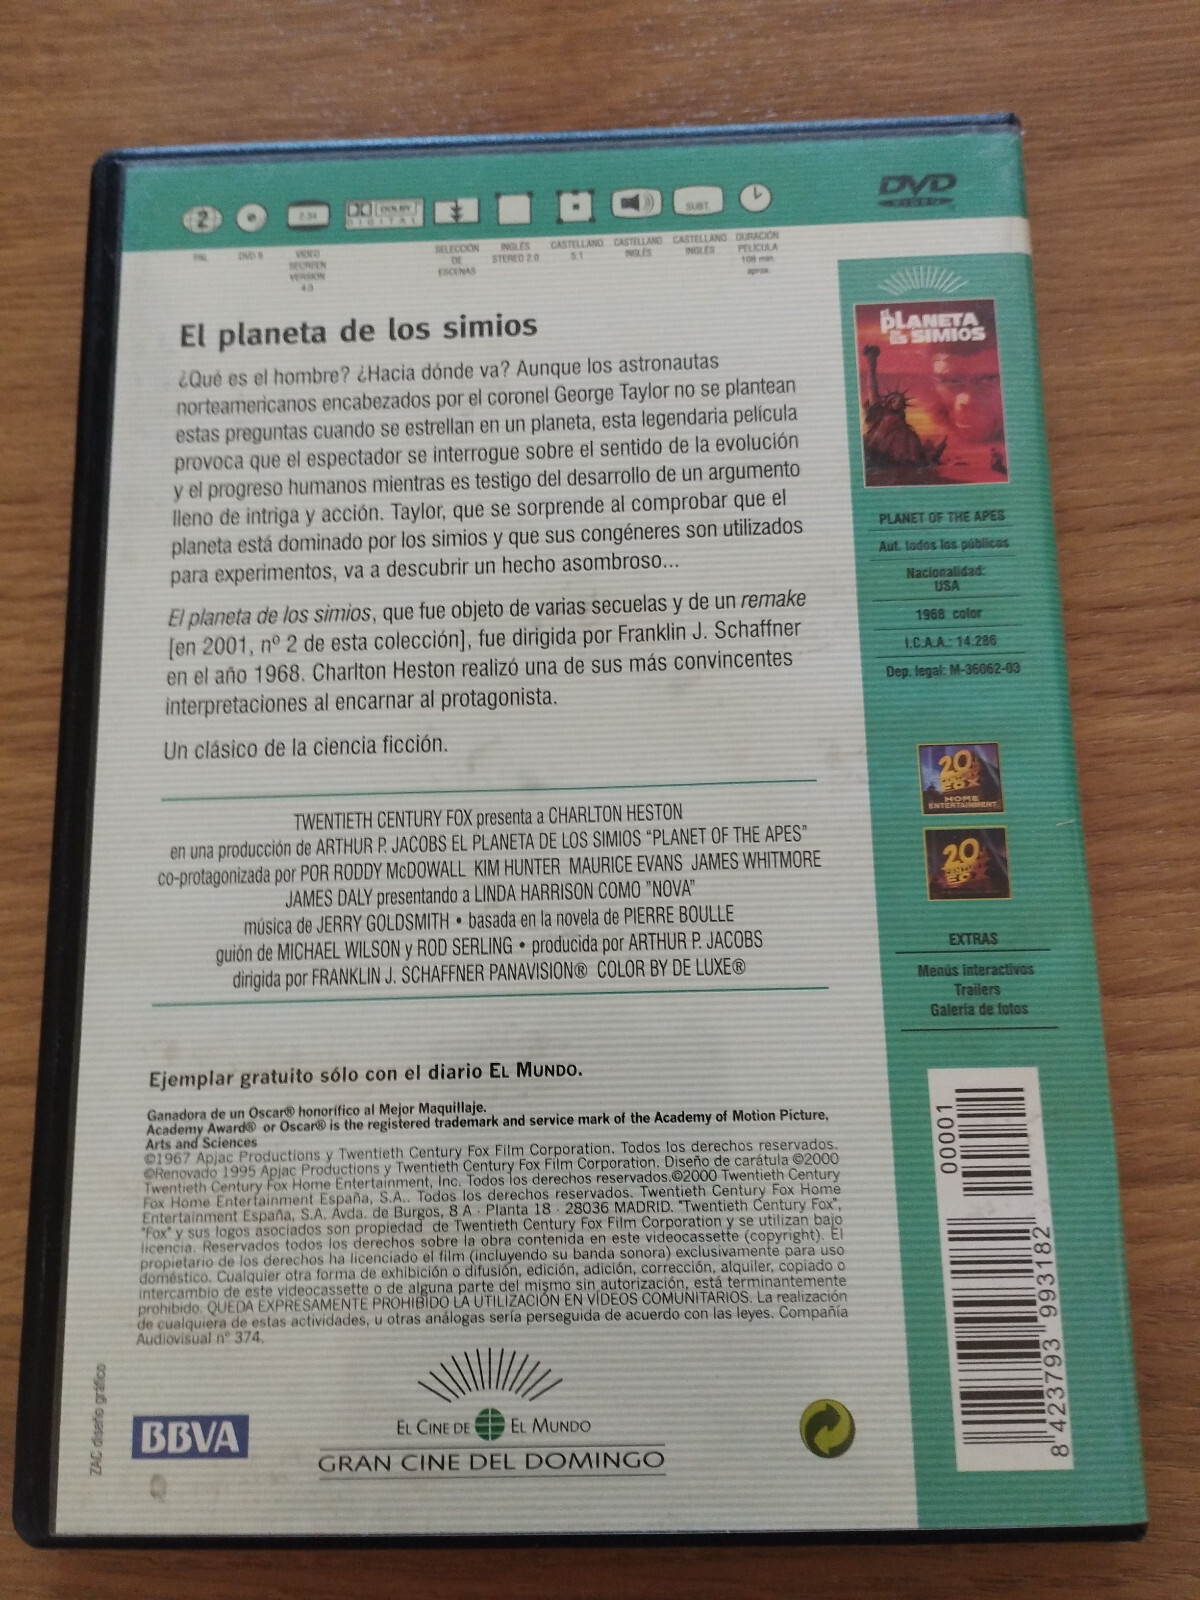 DVD
VIDEO
2
2.34
DOLBY
DIGITAL
SUBT.
PAL
DVD 9
SELECCIÓN
DE
ESCENAS
INGLÉS
STEREO 2.0
CASTELLANO
5.1
CASTELLANO
INGLÉS
CASTELLANO
INGLÉS
DURACIÓN
PELÍCULA
108 min.
aprox.
El planeta de los simios
¿Qué es el hombre? ¿Hacia dónde va? Aunque los astronautas
norteamericanos encabezados por el coronel George Taylor no se plantean
estas preguntas cuando se estrellan en un planeta, esta legendaria película
provoca que el espectador se interrogue sobre el sentido de la evolución
y el progreso humanos mientras es testigo del desarrollo de un argumento
lleno de intriga y acción. Taylor, que se sorprende al comprobar que el
planeta está dominado por los simios y que sus congéneres son utilizados
para experimentos, va a descubrir un hecho asombroso...
El planeta de los simios, que fue objeto de varias secuelas y de un remake
[en 2001, nº 2 de esta colección], fue dirigida por Franklin J. Schaffner
en el año 1968. Charlton Heston realizó una de sus más convincentes
interpretaciones al encarnar al protagonista.
Un clásico de la ciencia ficción.
TWENTIETH CENTURY FOX presenta a CHARLTON HESTON
en una producción de ARTHUR P. JACOBS EL PLANETA DE LOS SIMIOS “PLANET OF THE APES”
co-protagonizada por POR RODDY McDOWALL KIM HUNTER MAURICE EVANS JAMES WHITMORE
JAMES DALY presentando a LINDA HARRISON COMO "NOVA"
música de JERRY GOLDSMITH • basada en la novela de PIERRE BOULLE
guión de MICHAEL WILSON y ROD SERLING • producida por ARTHUR P. JACOBS
dirigida por FRANKLIN J. SCHAFFNER PANAVISION® COLOR BY DE LUXE®
Ejemplar gratuito sólo con el diario EL MUNDO.
Ganadora de un Oscar® honorífico al Mejor Maquillaje.
Academy Award® or Oscar® is the registered trademark and service mark of the Academy of Motion Picture,
Arts and Sciences
©1967 Apjac Productions y Twentieth Century Fox Film Corporation. Todos los derechos reservados.
©Renovado 1995 Apjac Productions y Twentieth Century Fox Film Corporation. Diseño de carátula ©2000
Twentieth Century Fox Home Entertainment, Inc. Todos los derechos reservados.©2000 Twentieth Century
Fox Home Entertainment España, S.A.. Todos los derechos reservados. Twentieth Century Fox Home
Entertainment España, S.A. Avda. de Burgos, 8 A - Planta 18 - 28036 MADRID. "Twentieth Century Fox",
"Fox" y sus logos asociados son propiedad de Twentieth Century Fox Film Corporation y se utilizan bajo
licencia. Reservados todos los derechos sobre la obra contenida en este videocassette (copyright). El
propietario de los derechos ha licenciado el film (incluyendo su banda sonora) exclusivamente para uso
doméstico. Cualquier otra forma de exhibición o difusión, edición, adición, corrección, alquiler, copiado o
intercambio de este videocassette o de alguna parte del mismo sin autorización, está terminantemente
prohibido. QUEDA EXPRESAMENTE PROHIBIDO LA UTILIZACIÓN EN VÍDEOS COMUNITARIOS. La realización
de cualquiera de estas actividades, u otras análogas sería perseguida de acuerdo con las leyes. Compañía
Audiovisual nº 374.
ZAC diseño gráfico
BBVA
EL CINE DE EL MUNDO
GRAN CINE DEL DOMINGO
EL PLANETA
DE LOS SIMIOS
PLANET OF THE APES
Aut. todos los públicos
Nacionalidad:
USA
1968 color
I.C.A.A.: 14.286
Dep. legal: M-36062-03
20
CENTURY
FOX
HOME
ENTERTAINMENT
20
CENTURY
FOX
EXTRAS
Menús interactivos
Trailers
Galería de fotos
00001
8 423793 993182